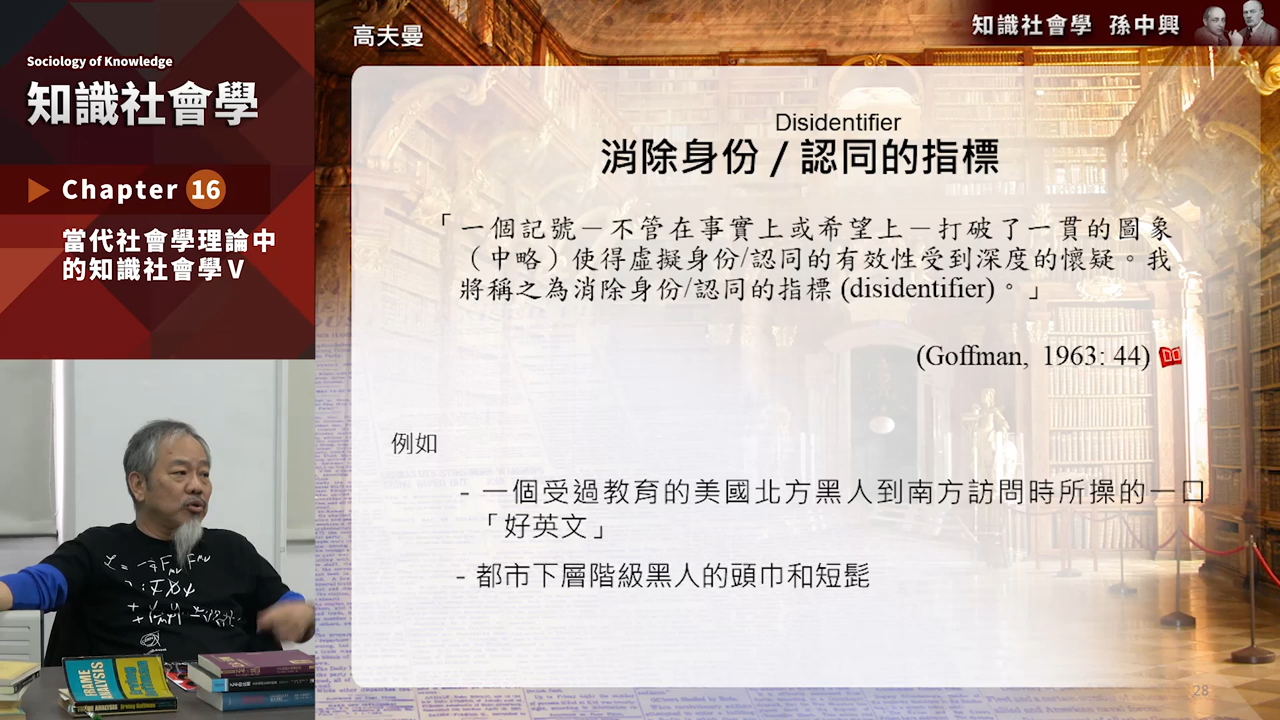 Sociology of Knowledge
知識社會學
Chapter 16
當代社會學理論中
的知識社會學 V
高夫曼
知識社會學 孫中興
Disidentifier
消除身份 / 認同的指標
「一個記號－不管在事實上或希望上－打破了一貫的圖象
（中略）使得虛擬身份/認同的有效性受到深度的懷疑。我
將稱之為消除身份/認同的指標 (disidentifier)。」
(Goffman, 1963: 44)
例如
- 一個受過教育的美國北方黑人到南方訪問時所操的一口
「好英文」
- 都市下層階級黑人的頭巾和短髭
28
FRAME
ANALYSIS
FRAME ANALYSIS Erving Goffman